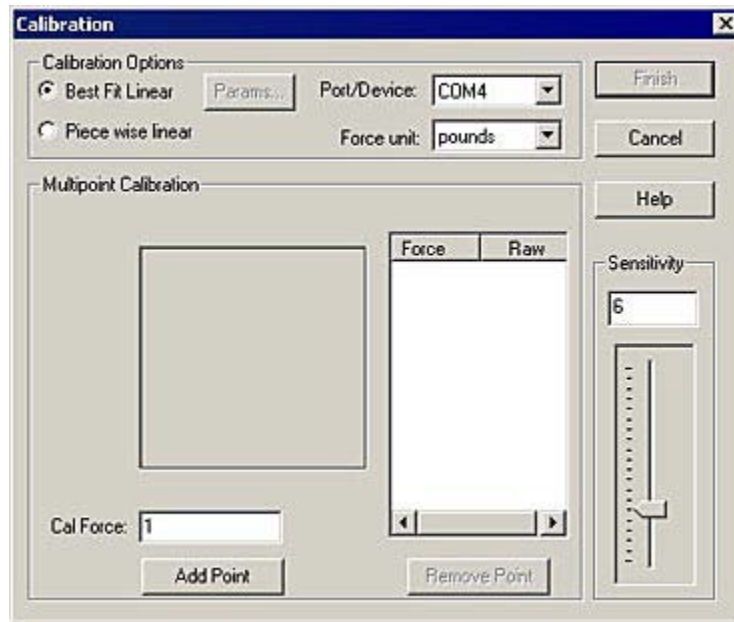 Calibration
Calibration Options
Best Fit Linear
Params...
Port/Device:
COM4
Finish
Piece wise linear
Force unit:
pounds
Cancel
Multipoint Calibration
Help
Force
Raw
Sensitivity
6
Cal Force:
1
Add Point
Remove Point